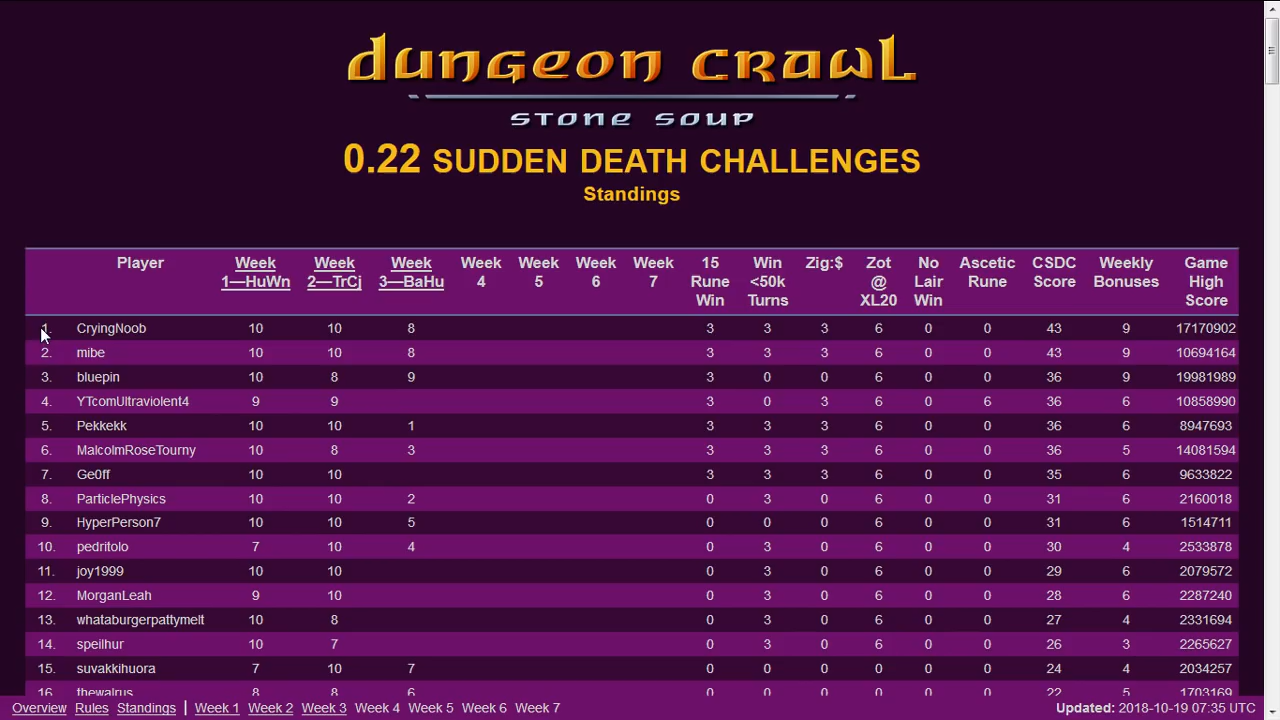 dungeon crawl
STONE SOUP
0.22 SUDDEN DEATH CHALLENGES
Standings
Player Week 1—HuWn Week 2—TrCj Week 3—BaHu Week 4 Week 5 Week 6 Week 7 15 Rune Win Win <50k Turns Zig:$ Zot @ XL20 No Lair Win Ascetic Rune CSDC Score Weekly Bonuses Game High Score
1. CryingNoob 10 10 8 3 3 3 6 0 0 43 9 17170902
2. mibe 10 10 8 3 3 3 6 0 0 43 9 10694164
3. bluepin 10 8 9 3 0 0 6 0 0 36 9 19981989
4. YTcomUltraviolent4 9 9 3 0 3 6 0 6 36 6 10858990
5. Pekkekk 10 10 1 3 3 3 6 0 0 36 6 8947693
6. MalcolmRoseTourny 10 8 3 3 3 3 6 0 0 36 5 14081594
7. Ge0ff 10 10 3 3 3 6 0 0 35 6 9633822
8. ParticlePhysics 10 10 2 0 3 0 6 0 0 31 6 2160018
9. HyperPerson7 10 10 5 0 0 0 6 0 0 31 6 1514711
10. pedritolo 7 10 4 0 3 0 6 0 0 30 4 2533878
11. joy1999 10 10 0 3 0 6 0 0 29 6 2079572
12. MorganLeah 9 10 0 3 0 6 0 0 28 6 2287240
13. whataburgerpattymelt 10 8 0 3 0 6 0 0 27 4 2331694
14. speilhur 10 7 0 3 0 6 0 0 26 3 2265627
15. suvakkihuora 7 10 7 0 0 0 0 0 0 24 4 2034257
16. thewalrus 8 8 6 0 0 0 0 0 0 22 5 1703169
Overview Rules Standings | Week 1 Week 2 Week 3 Week 4 Week 5 Week 6 Week 7 Updated: 2018-10-19 07:35 UTC